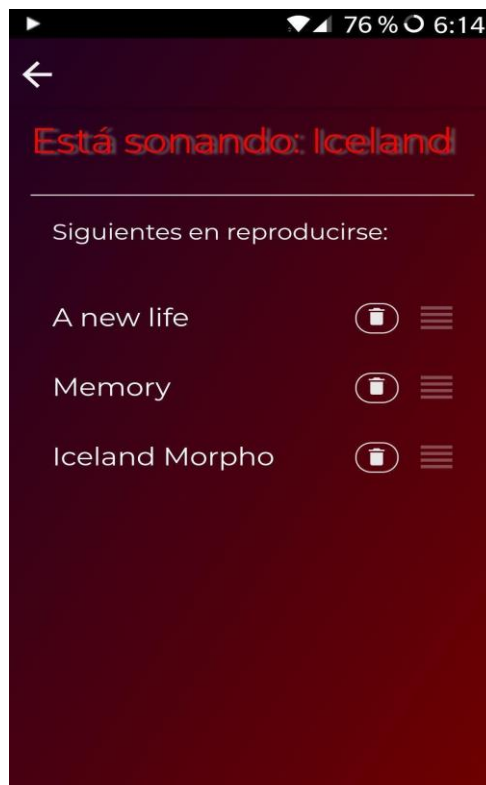 76 % 6:14
Está sonando: Iceland
Siguientes en reproducirse:
A new life
Memory
Iceland Morpho